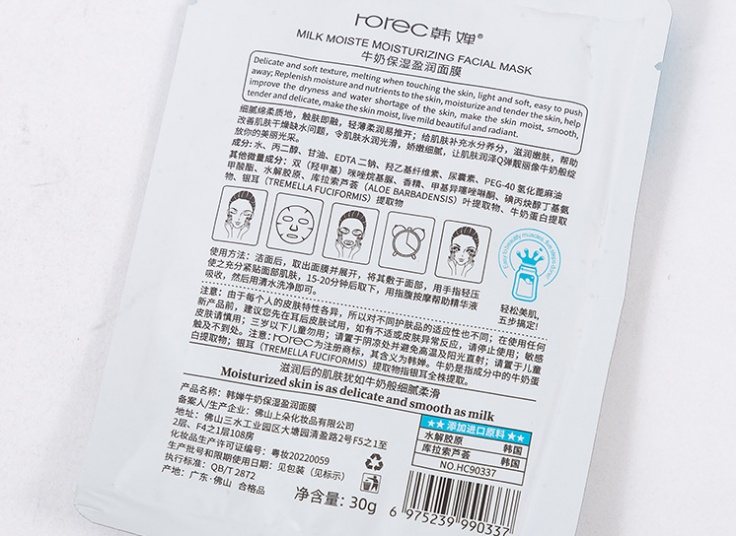 Horec韩婵®
MILK MOISTE MOISTURIZING FACIAL MASK
牛奶保湿盈润面膜
Delicate and soft texture, melting when touching the skin, light and soft, easy to push
away; Replenish moisture and nutrients to the skin, moisturize and tender the skin, help
improve the dryness and water shortage of the skin, make the skin moist, smooth,
tender and delicate, make the skin moist, live mild beautiful and radiant.
细腻绵柔质地，触肤即融，轻薄柔润易推开；给肌肤补充水分养分，滋润嫩肤，帮助
改善肌肤干燥缺水问题，令肌肤水润光滑，娇嫩细腻，让肌肤润泽Q弹靓丽像牛奶般绽
放你的美丽光采。
成分: 水、丙二醇、甘油、EDTA 二钠、羟乙基纤维素、尿囊素、PEG-40 氢化蓖麻油
其他微量成分: 双（羟甲基）咪唑烷基脲、香精、甲基异噻唑啉酮、碘丙炔醇丁基氨
甲酸酯、水解胶原、库拉索芦荟（ALOE BARBADENSIS）叶提取物、牛奶蛋白提取
物、银耳（TREMELLA FUCIFORMIS）提取物
使用方法：洁面后，取出面膜并展开，将其敷于面部，用手指轻压
使之充分紧贴面部肌肤，15-20分钟后取下，用指腹按摩帮助精华液
吸收，然后用清水洗净即可。
轻松美肌，
五步搞定!
注意：由于每个人的皮肤特性各异，所以对不同护肤品的适应性也不同；在使用任何
新产品前，建议您先在耳后皮肤试用，如有不适或皮肤异常反应，请停止使用；敏感
皮肤请慎用；三岁以下儿童勿用；请置于阴凉处并避免高温及阳光直射；请置于儿童
触及不到处。注意：Horec为注册商标，其含义为韩婵。牛奶是指成分中的牛奶蛋
白提取物；银耳（TREMELLA FUCIFORMIS）提取物指银耳全株提取。
滋润后的肌肤犹如牛奶般细腻柔滑
Moisturized skin is as delicate and smooth as milk
产品名称：韩婵牛奶保湿盈润面膜
备案人/生产企业：佛山上朵化妆品有限公司
地址：佛山三水工业园区大塘园清盈路2号F5之1至
2层、F4之1层108房
化妆品生产许可证编号：粤妆20220059
生产批号和限期使用日期：见包装（见标示）
执行标准：QB/T 2872
产地：广东·佛山 合格品
净含量: 30g
★★ 添加进口原料 ★★
水解胶原 韩国
库拉索芦荟 韩国
NO.HC90337
6 975239 990337